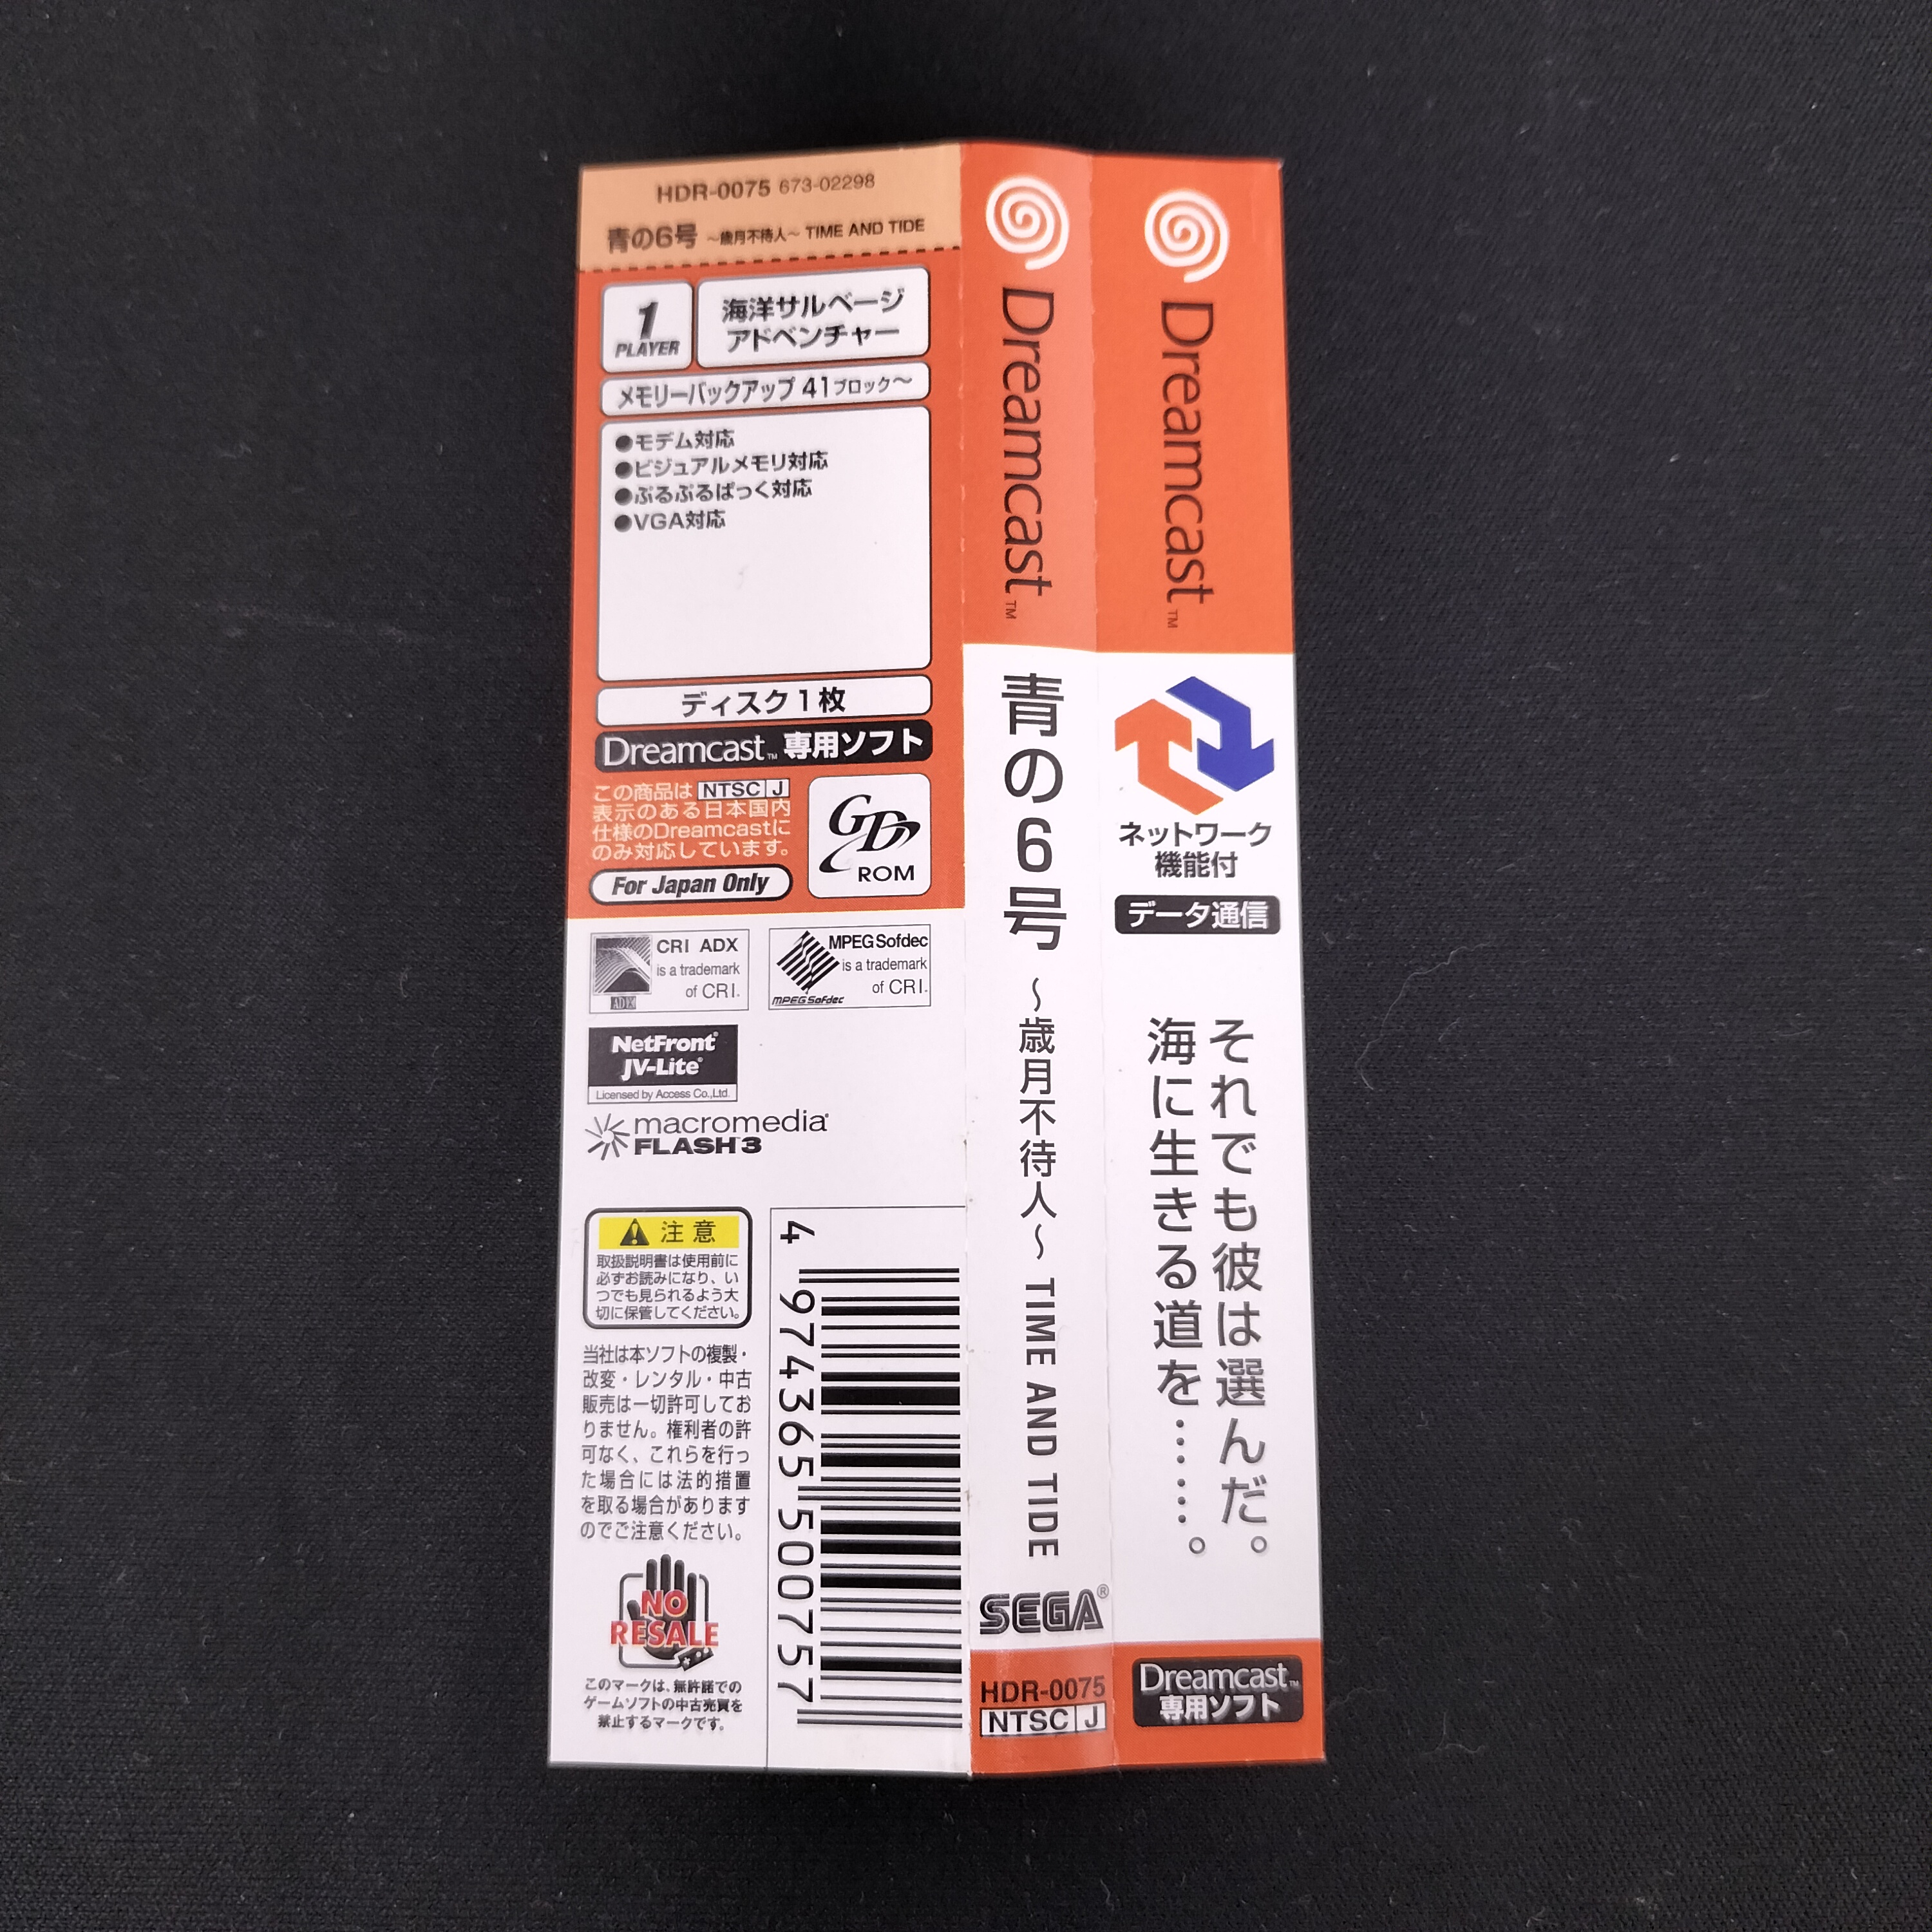 HDR-0075 673-02298
青の6号 ～歳月不待人～ TIME AND TIDE
1
PLAYER
海洋サルベージ
アドベンチャー
メモリーバックアップ 41ブロック～
●モデム対応
●ビジュアルメモリ対応
●ぷるぷるぱっく対応
●VGA対応
ディスク1枚
Dreamcast™ 専用ソフト
この商品は NTSC J
表示のある日本国内
仕様のDreamcastに
のみ対応しています。
For Japan Only
GD
ROM
CRI ADX
is a trademark
of CRI.
ADX
MPEG Sofdec
is a trademark
of CRI.
MPEG Sofdec
NetFront®
JV-Lite®
Licensed by Access Co.,Ltd.
macromedia®
FLASH™3
注意
取扱説明書は使用前に
必ずお読みになり、い
つでも見られるよう大
切に保管してください。
当社は本ソフトの複製・
改変・レンタル・中古
販売は一切許可してお
りません。権利者の許
可なく、これらを行っ
た場合には法的措置
を取る場合があります
のでご注意ください。
NO
RESALE
このマークは、無許諾での
ゲームソフトの中古売買を
禁止するマークです。
4 974365 500757
Dreamcast™
青の6号 ～歳月不待人～ TIME AND TIDE
SEGA®
HDR-0075
NTSC J
Dreamcast™
ネットワーク
機能付
データ通信
それでも彼は選んだ。
海に生きる道を……。
Dreamcast™
専用ソフト